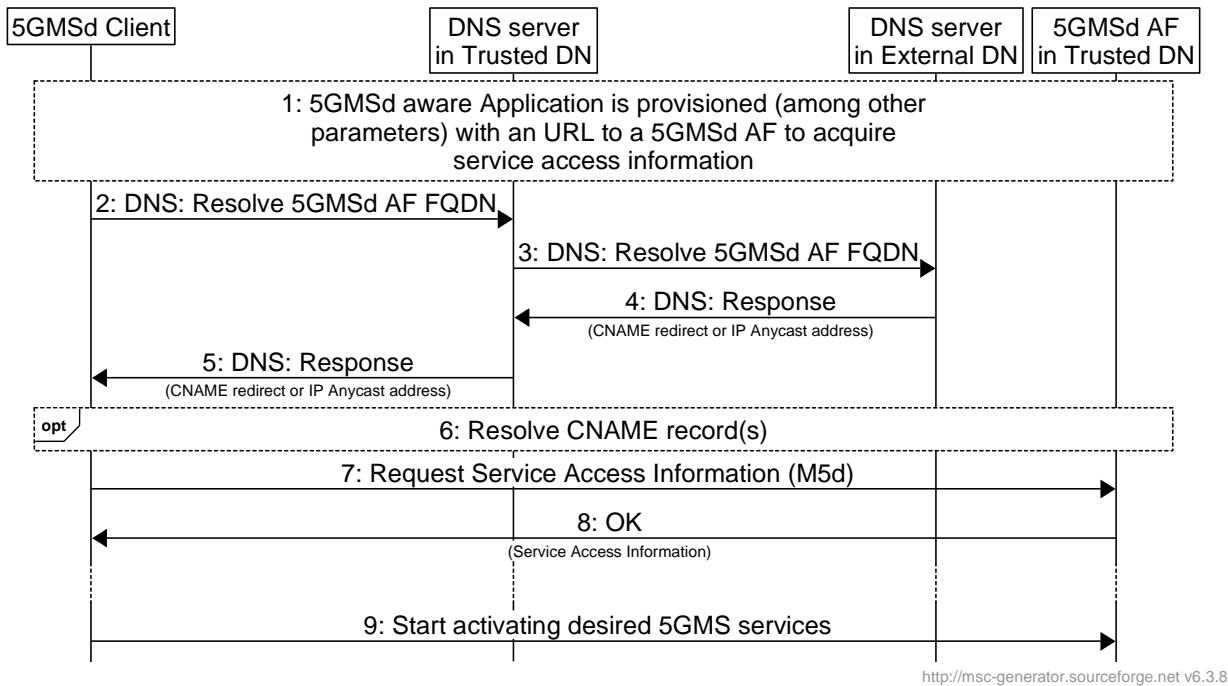 5GMSd Client
DNS server
in Trusted DN
DNS server
in External DN
5GMSd AF
in Trusted DN
1: 5GMSd aware Application is provisioned (among other
parameters) with an URL to a 5GMSd AF to acquire
service access information
2: DNS: Resolve 5GMSd AF FQDN
3: DNS: Resolve 5GMSd AF FQDN
4: DNS: Response
(CNAME redirect or IP Anycast address)
5: DNS: Response
(CNAME redirect or IP Anycast address)
opt
6: Resolve CNAME record(s)
7: Request Service Access Information (M5d)
8: OK
(Service Access Information)
9: Start activating desired 5GMS services
http://msc-generator.sourceforge.net v6.3.8